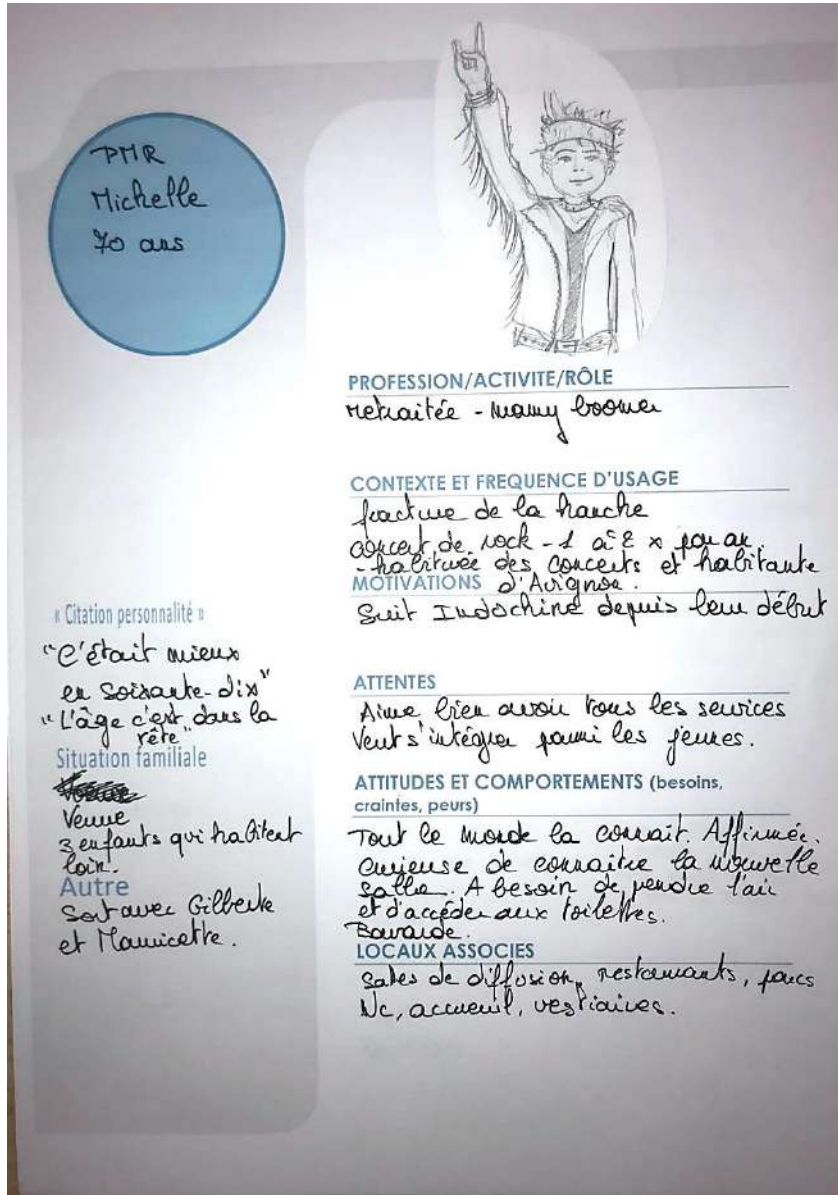 PMR
Michelle
70 ans
PROFESSION/ACTIVITE/RÔLE
retraitée - mamy boomer
CONTEXTE ET FREQUENCE D'USAGE
fracture de la hanche
concert de rock - 1 à 2 x par an.
- habituée des concerts et habitante
d'Avignon.
MOTIVATIONS
Suit Indochine depuis leur début
ATTENTES
Aime bien avoir tous les services
Veut s'intégrer parmi les jeunes.
ATTITUDES ET COMPORTEMENTS (besoins,
craintes, peurs)
Tout le monde la connait. Affirmée.
curieuse de connaitre la nouvelle
salle. A besoin de prendre l'air
et d'accéder aux toilettes.
Bavarde.
LOCAUX ASSOCIES
Salles de diffusion, restaurants, parcs
Wc, accueuil, vestiaires.
« Citation personnalité »
"C'était mieux
en soixante-dix"
"L'âge c'est dans la
tête"
Situation familiale
Veuve
3 enfants qui habitent
loin.
Autre
Sort avec Gilberte
et Mauricette.